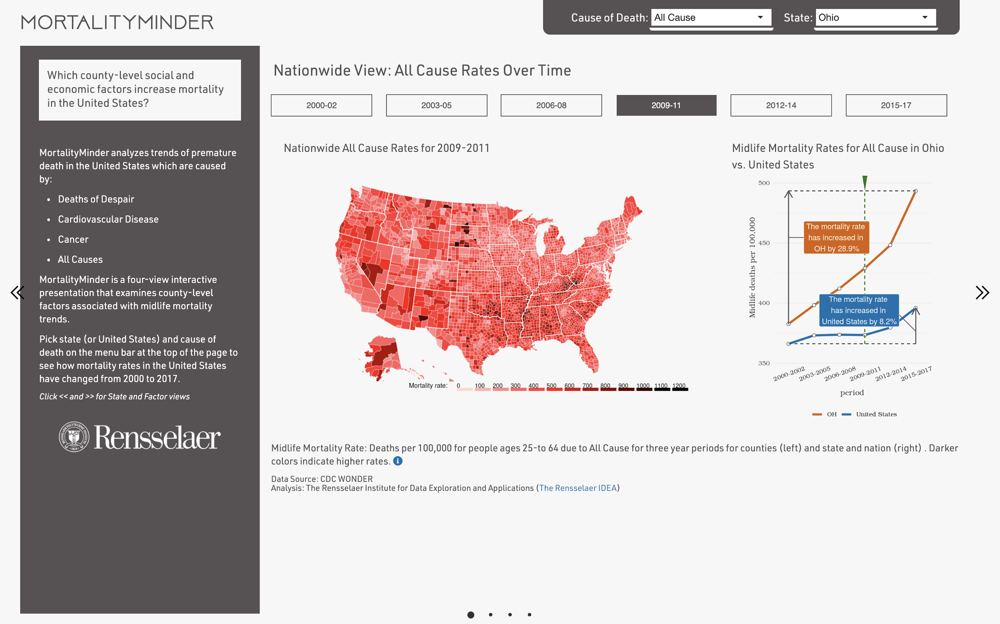 MORTALITYMINDER
Cause of Death: All Cause State: Ohio
Which county-level social and
economic factors increase mortality
in the United States?
MortalityMinder analyzes trends of premature
death in the United States which are caused
by:
• Deaths of Despair
• Cardiovascular Disease
• Cancer
• All Causes
MortalityMinder is a four-view interactive
presentation that examines county-level
factors associated with midlife mortality
trends.
Pick state (or United States) and cause of
death on the menu bar at the top of the page to
see how mortality rates in the United States
have changed from 2000 to 2017.
Click << and >> for State and Factor views
Rensselaer
Nationwide View: All Cause Rates Over Time
2000-02 2003-05 2006-08 2009-11 2012-14 2015-17
Nationwide All Cause Rates for 2009-2011
Mortality rate: 0 100 200 300 400 500 600 700 800 900 1000 1100 1200
Midlife Mortality Rates for All Cause in Ohio
vs. United States
Midlife deaths per 100,000
500
450
400
350
The mortality rate
has increased in
OH by 28.9%
The mortality rate
has increased in
United States by 8.2%
2000-2002 2003-2005 2006-2008 2009-2011 2012-2014 2015-2017
period
OH United States
Midlife Mortality Rate: Deaths per 100,000 for people ages 25-to 64 due to All Cause for three year periods for counties (left) and state and nation (right) . Darker
colors indicate higher rates.
Data Source: CDC WONDER
Analysis: The Rensselaer Institute for Data Exploration and Applications (The Rensselaer IDEA)